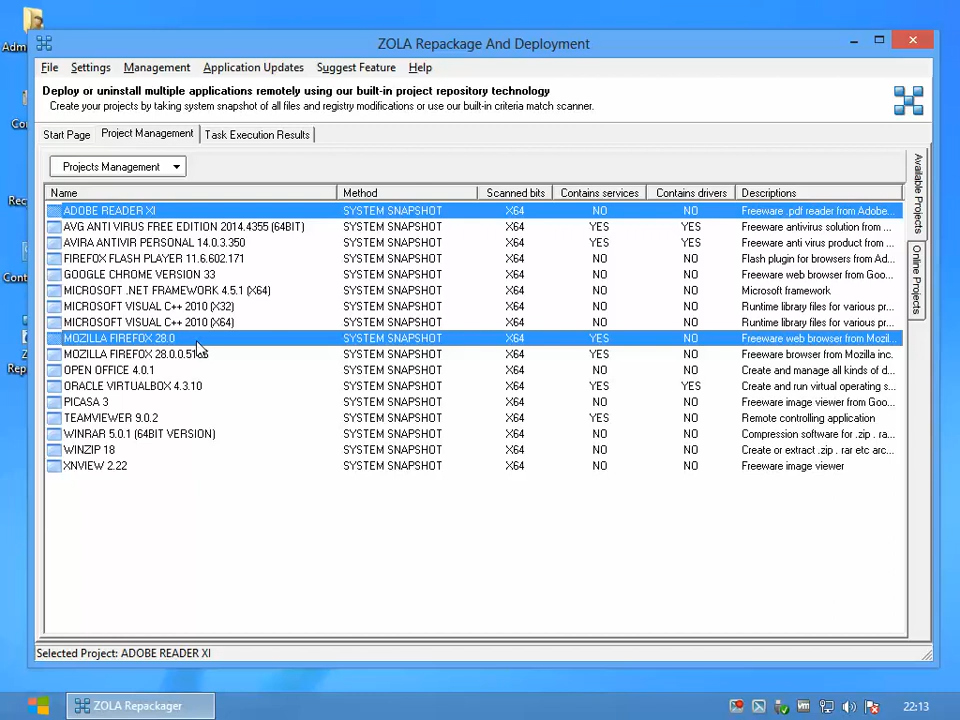 Adm
ZOLA Repackage And Deployment
File Settings Management Application Updates Suggest Feature Help
Deploy or uninstall multiple applications remotely using our built-in project repository technology
Create your projects by taking system snapshot of all files and registry modifications or use our built-in criteria match scanner.
Start Page Project Management Task Execution Results
Projects Management
Name Method Scanned bits Contains services Contains drivers Descriptions
ADOBE READER XI SYSTEM SNAPSHOT X64 NO NO Freeware .pdf reader from Adobe...
AVG ANTI VIRUS FREE EDITION 2014.4355 (64BIT) SYSTEM SNAPSHOT X64 YES YES Freeware antivirus solution from ...
AVIRA ANTIVIR PERSONAL 14.0.3.350 SYSTEM SNAPSHOT X64 YES YES Freeware anti virus product from ...
FIREFOX FLASH PLAYER 11.6.602.171 SYSTEM SNAPSHOT X64 NO NO Flash plugin for browsers from Ad...
GOOGLE CHROME VERSION 33 SYSTEM SNAPSHOT X64 NO NO Freeware web browser from Goo...
MICROSOFT .NET FRAMEWORK 4.5.1 (X64) SYSTEM SNAPSHOT X64 NO NO Microsoft framework
MICROSOFT VISUAL C++ 2010 (X32) SYSTEM SNAPSHOT X64 NO NO Runtime library files for various pr...
MICROSOFT VISUAL C++ 2010 (X64) SYSTEM SNAPSHOT X64 NO NO Runtime library files for various pr...
MOZILLA FIREFOX 28.0 SYSTEM SNAPSHOT X64 YES NO Freeware web browser from Mozil...
MOZILLA FIREFOX SYSTEM SNAPSHOT X64 YES NO Freeware browser from Mozilla inc.
OPEN OFFICE 4.0.1 SYSTEM SNAPSHOT X64 NO NO Create and manage all kinds of d...
ORACLE VIRTUALBOX 4.3.10 SYSTEM SNAPSHOT X64 YES YES Create and run virtual operating s...
PICASA 3 SYSTEM SNAPSHOT X64 NO NO Freeware image viewer from Goo...
TEAMVIEWER 9.0.2 SYSTEM SNAPSHOT X64 YES NO Remote controlling application
WINRAR 5.0.1 (64BIT VERSION) SYSTEM SNAPSHOT X64 NO NO Compression software for .zip . ra...
WINZIP 18 SYSTEM SNAPSHOT X64 NO NO Create or extract .zip . rar etc arc...
XNVIEW 2.22 SYSTEM SNAPSHOT X64 NO NO Freeware image viewer
Available Projects
Online Projects
Co
Rec
Cont
Rep
Selected Project: ADOBE READER XI
ZOLA Repackager
22:13